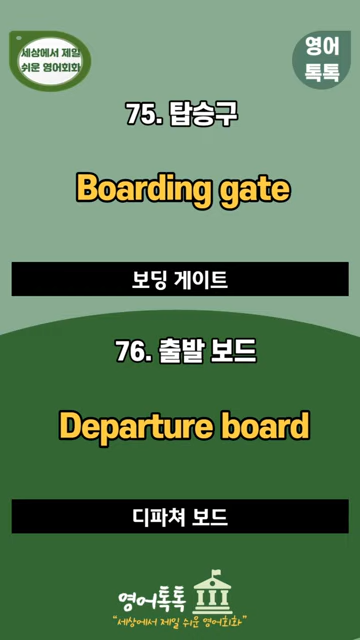 세상에서 제일
쉬운 영어회화
영어
톡톡
75. 탑승구
Boarding gate
보딩 게이트
76. 출발 보드
Departure board
디파쳐 보드
영어톡톡
"세상에서 제일 쉬운 영어회화"